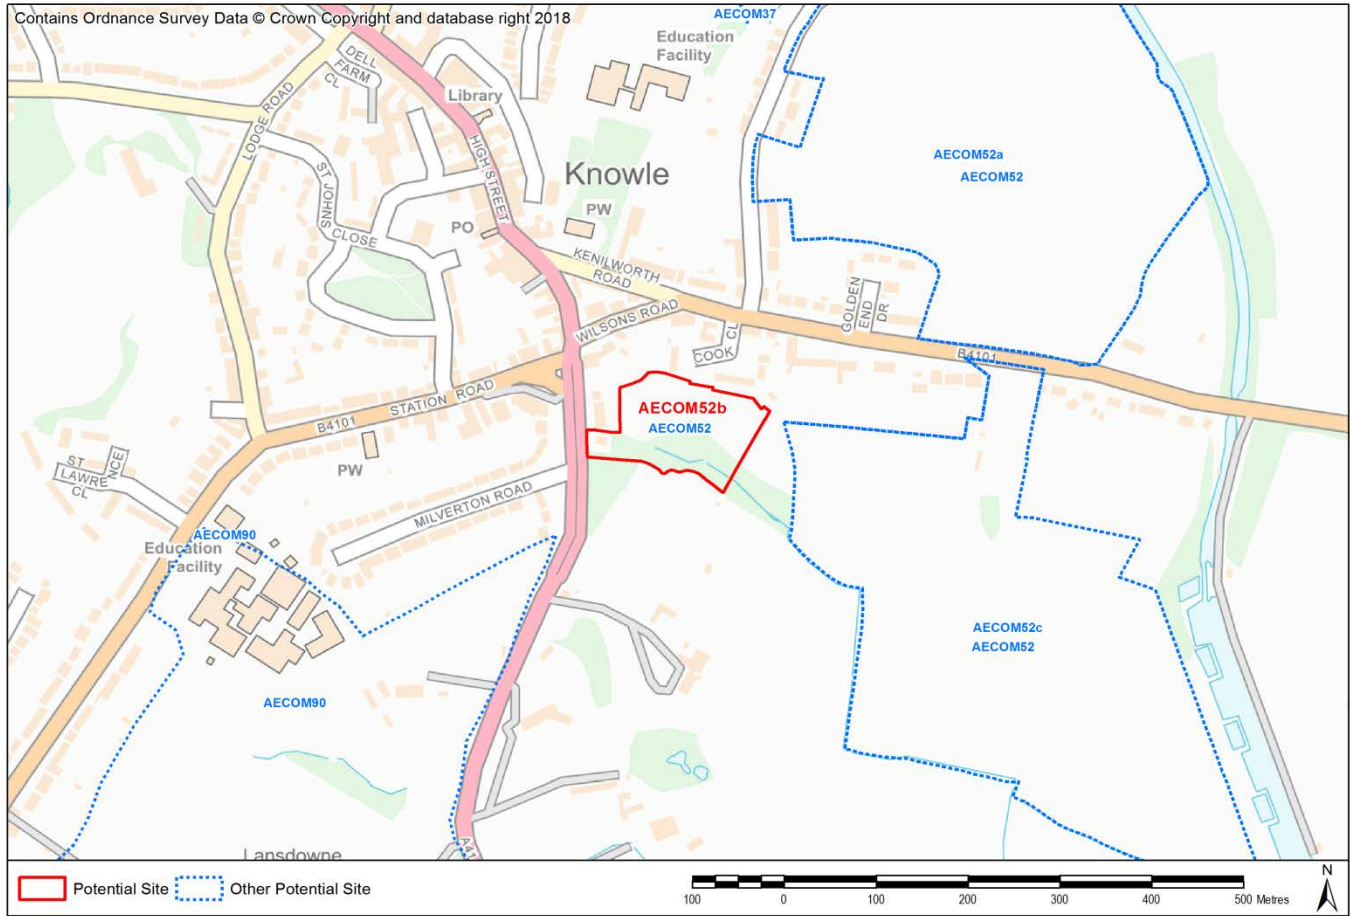 Contains Ordnance Survey Data © Crown Copyright and database right 2018
AECOM37
Education
Facility
DELL
FARM
CL
Library
LODGE ROAD
HIGH STREET
AECOM52a
AECOM52
Knowle
ST JOHNS
CLOSE
PO
PW
KENILWORTH
ROAD
GOLDEN
END
DR
WILSONS ROAD
COOK
CL
B4101
STATION ROAD
B4101
AECOM52b
AECOM52
PW
ST
LAWRENCE
CL
MILVERTON ROAD
AECOM90
Education
Facility
AECOM52c
AECOM52
AECOM90
A41
Lansdowne
Potential Site
Other Potential Site
100 0 100 200 300 400 500 Metres
N